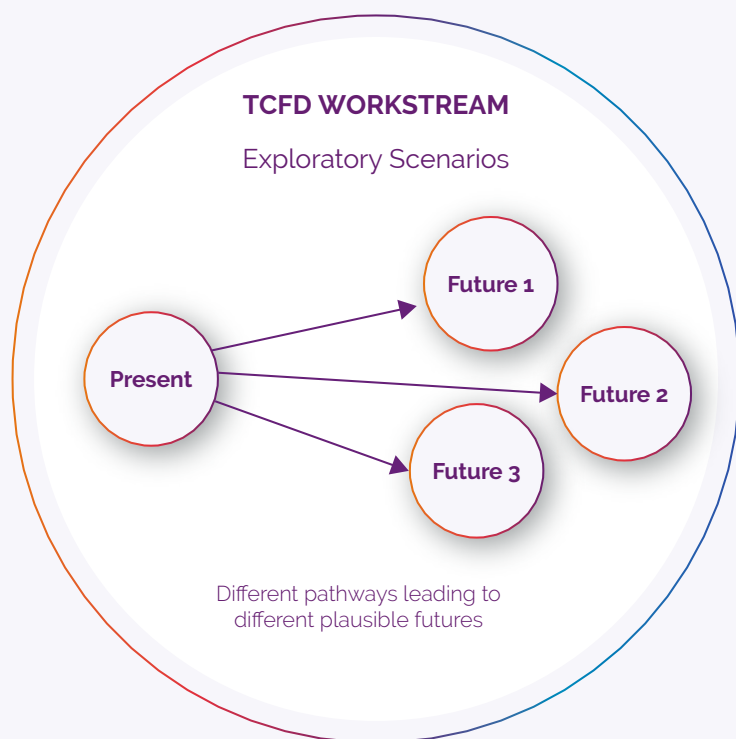 TCFD WORKSTREAM
Exploratory Scenarios
Future 1
Present
Future 2
Future 3
Different pathways leading to
different plausible futures